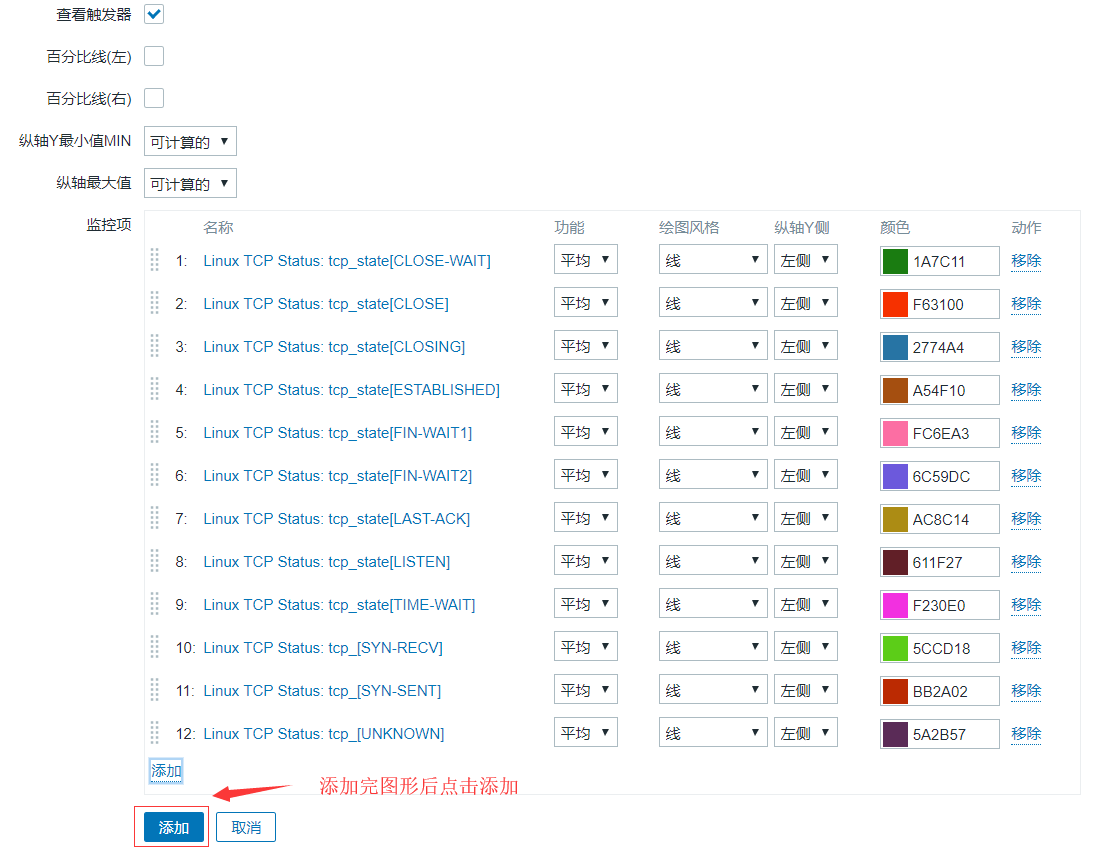 查看触发器
百分比线(左)
百分比线(右)
纵轴Y最小值MIN 可计算的
纵轴最大值 可计算的
监控项 名称 功能 绘图风格 纵轴Y侧 颜色 动作
1: Linux TCP Status: tcp_state[CLOSE-WAIT] 平均 线 左侧 1A7C11 移除
2: Linux TCP Status: tcp_state[CLOSE] 平均 线 左侧 F63100 移除
3: Linux TCP Status: tcp_state[CLOSING] 平均 线 左侧 2774A4 移除
4: Linux TCP Status: tcp_state[ESTABLISHED] 平均 线 左侧 A54F10 移除
5: Linux TCP Status: tcp_state[FIN-WAIT1] 平均 线 左侧 FC6EA3 移除
6: Linux TCP Status: tcp_state[FIN-WAIT2] 平均 线 左侧 6C59DC 移除
7: Linux TCP Status: tcp_state[LAST-ACK] 平均 线 左侧 AC8C14 移除
8: Linux TCP Status: tcp_state[LISTEN] 平均 线 左侧 611F27 移除
9: Linux TCP Status: tcp_state[TIME-WAIT] 平均 线 左侧 F230E0 移除
10: Linux TCP Status: tcp_[SYN-RECV] 平均 线 左侧 5CCD18 移除
11: Linux TCP Status: tcp_[SYN-SENT] 平均 线 左侧 BB2A02 移除
12: Linux TCP Status: tcp_[UNKNOWN] 平均 线 左侧 5A2B57 移除
添加
添加完图形后点击添加
添加 取消